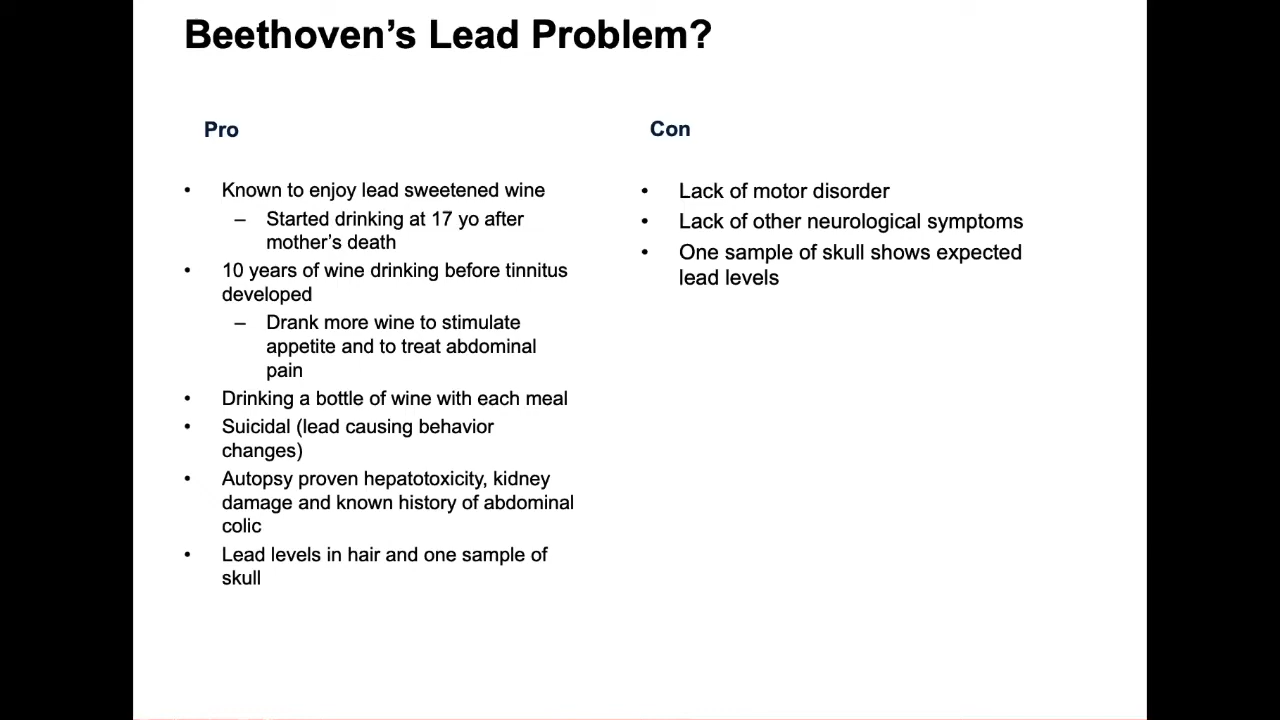 Beethoven’s Lead Problem?
Pro
• Known to enjoy lead sweetened wine
– Started drinking at 17 yo after
mother’s death
• 10 years of wine drinking before tinnitus
developed
– Drank more wine to stimulate
appetite and to treat abdominal
pain
• Drinking a bottle of wine with each meal
• Suicidal (lead causing behavior
changes)
• Autopsy proven hepatotoxicity, kidney
damage and known history of abdominal
colic
• Lead levels in hair and one sample of
skull
Con
• Lack of motor disorder
• Lack of other neurological symptoms
• One sample of skull shows expected
lead levels